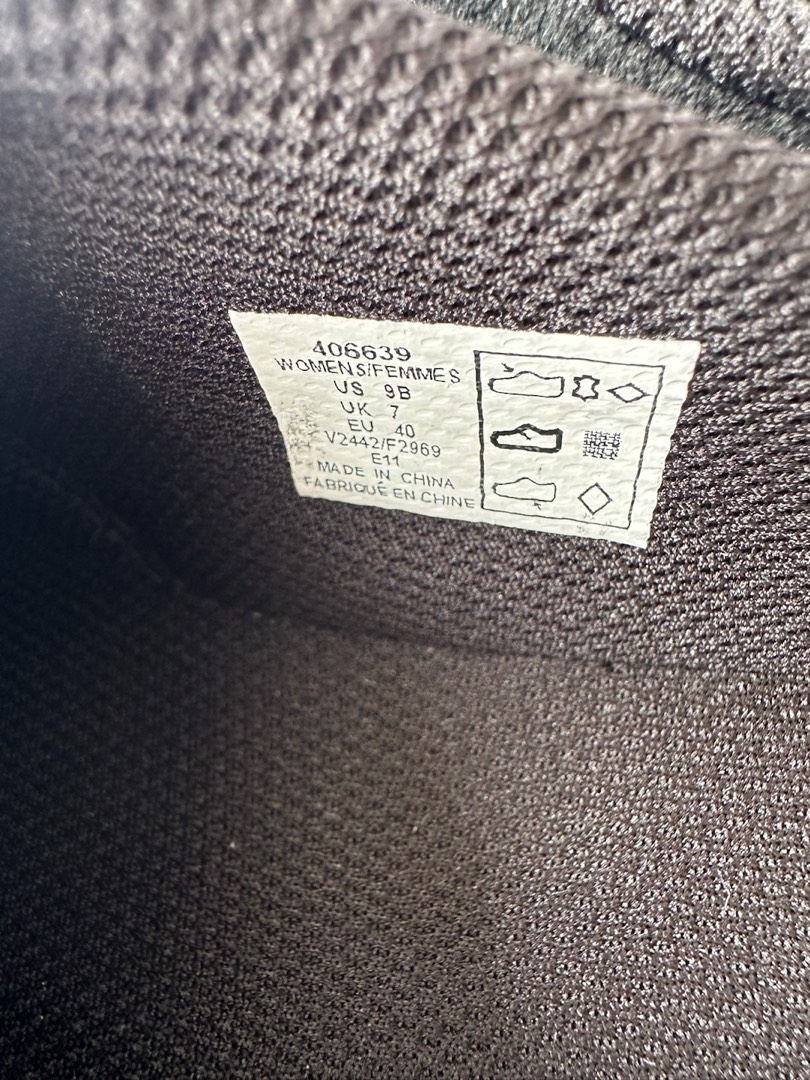 406639
WOMENS/FEMMES
US 9B
UK 7
EU 40
V2442/F2969
E11
MADE IN CHINA
FABRIQUÉ EN CHINE